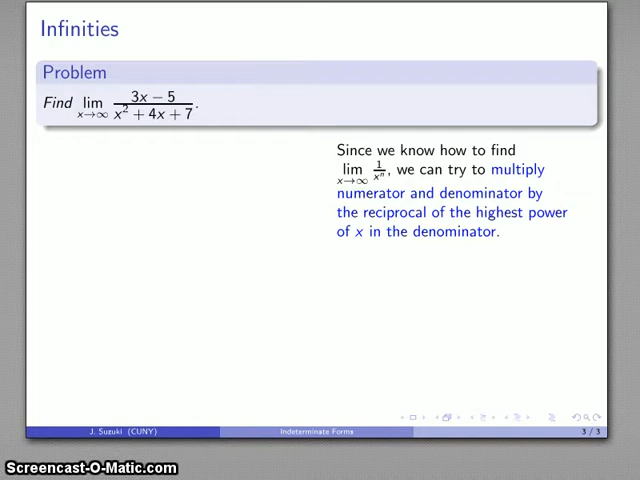 Infinities
Problem
Find lim x→∞ (3x − 5)/(x² + 4x + 7).
Since we know how to find
lim x→∞ 1/xⁿ, we can try to multiply
numerator and denominator by
the reciprocal of the highest power
of x in the denominator.
J. Suzuki (CUNY) Indeterminate Forms 3 / 3
Screencast-O-Matic.com